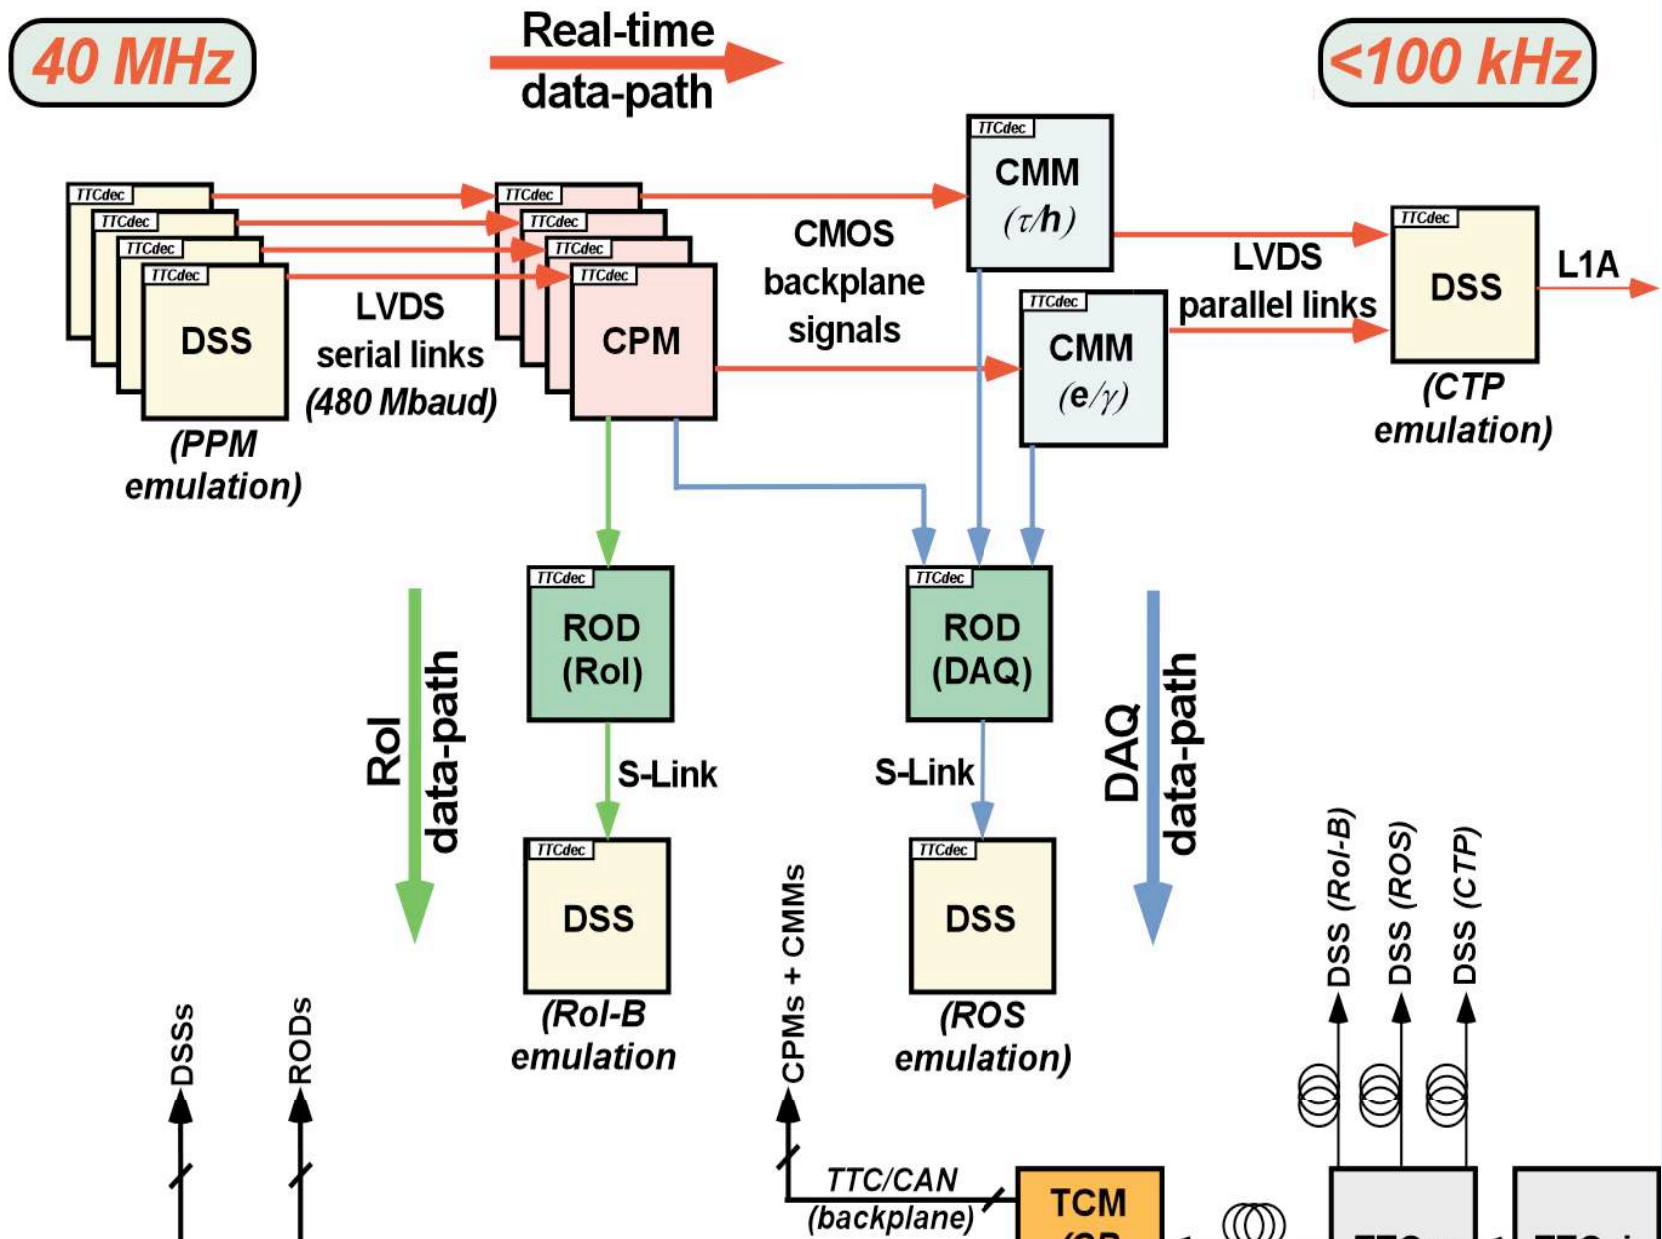 40 MHz
Real-time
data-path
<100 kHz
TTCdec
TTCdec
TTCdec
TTCdec
DSS
(PPM
emulation)
LVDS
serial links
(480 Mbaud)
TTCdec
TTCdec
TTCdec
TTCdec
CPM
CMOS
backplane
signals
TTCdec
CMM
(τ/h)
TTCdec
CMM
(e/γ)
LVDS
parallel links
TTCdec
DSS
(CTP
emulation)
L1A
RoI
data-path
TTCdec
ROD
(RoI)
S-Link
TTCdec
DSS
(RoI-B
emulation
TTCdec
ROD
(DAQ)
S-Link
TTCdec
DSS
(ROS
emulation)
DAQ
data-path
DSSs
RODs
CPMs + CMMs
TTC/CAN
(backplane)
TCM
DSS (RoI-B)
DSS (ROS)
DSS (CTP)